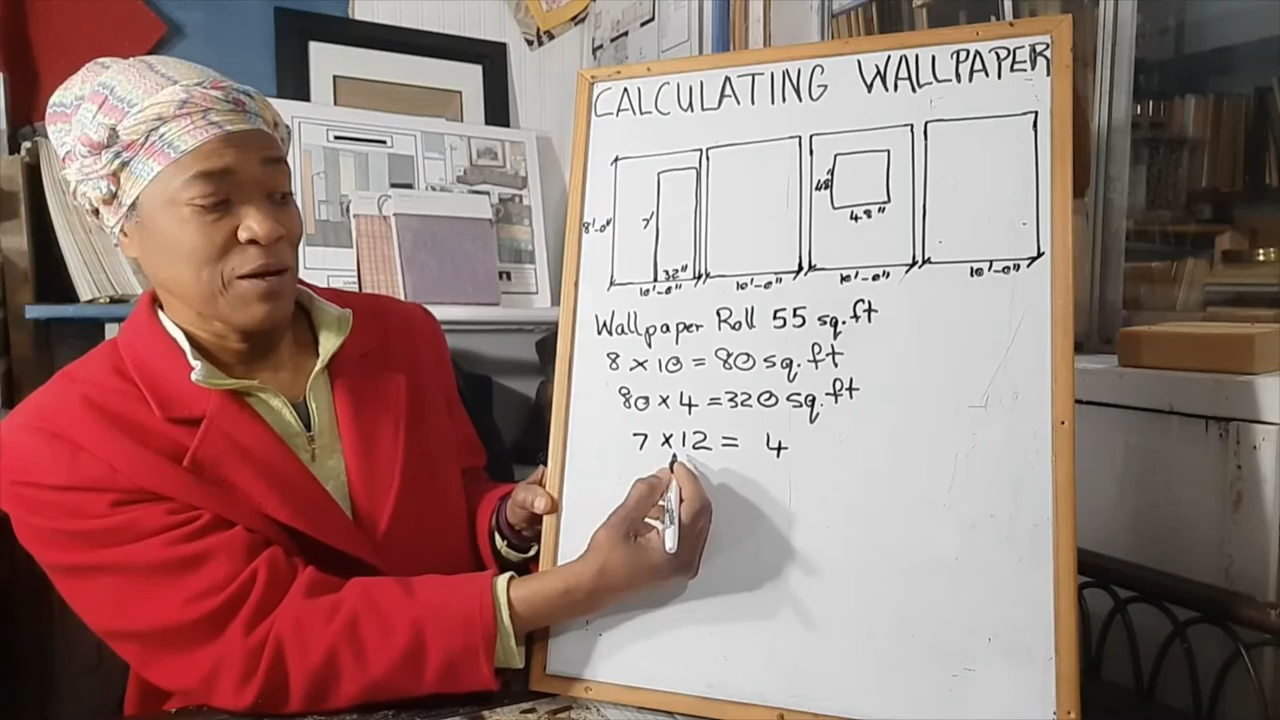 CALCULATING WALLPAPER
8'-0"
7'
32"
48"
48"
10'-0"
10'-0"
10'-0"
10'-0"
Wallpaper Roll 55 sq.ft
8 x 10 = 80 sq.ft
80 x 4 = 320 sq.ft
7 x 12 = 4